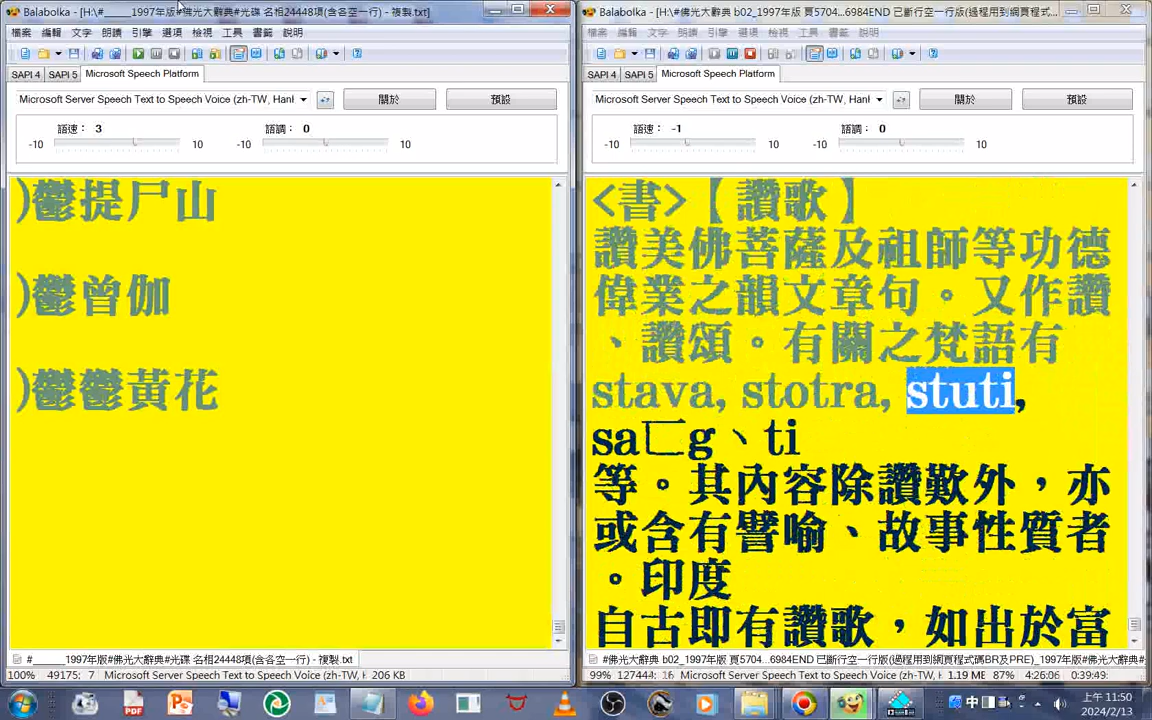 Balabolka - [H:\#_____1997年版#佛光大辭典#光碟 名相24448項(含各空一行) - 複製.txt]
檔案 編輯 文字 朗讀 引擎 選項 檢視 工具 書籤 說明
SAPI 4 SAPI 5 Microsoft Speech Platform
Microsoft Server Speech Text to Speech Voice (zh-TW, HanH 關於 預設
語速： 3 語調： 0
-10 10 -10 10
)鬱提尸山
)鬱曾伽
)鬱鬱黃花
#_____1997年版#佛光大辭典#光碟 名相24448項(含各空一行) - 複製.txt
100% 49175: 7 Microsoft Server Speech Text to Speech Voice (zh-TW, H 206 KB
Balabolka - [H:\#佛光大辭典 b02_1997年版 頁5704...6984END 已斷行空一行版(過程用到網頁程式...
檔案 編輯 文字 朗讀 引擎 選項 檢視 工具 書籤 說明
SAPI 4 SAPI 5 Microsoft Speech Platform
Microsoft Server Speech Text to Speech Voice (zh-TW, HanH 關於 預設
語速： -1 語調： 0
-10 10 -10 10
<書>【讚歌】
讚美佛菩薩及祖師等功德
偉業之韻文章句。又作讚
、讚頌。有關之梵語有
stava, stotra, stuti,
sa匚g丶ti
等。其內容除讚歎外，亦
或含有譬喻、故事性質者
。印度
自古即有讚歌，如出於富
#佛光大辭典 b02_1997年版 頁5704...6984END 已斷行空一行版(過程用到網頁程式碼BR及PRE)_1997年版#
99% 127444: 16 Microsoft Server Speech Text to Speech Voice (zh-TW, H 1.19 MB 87% 4:26:06 0:39:49
中
上午 11:50
2024/2/13